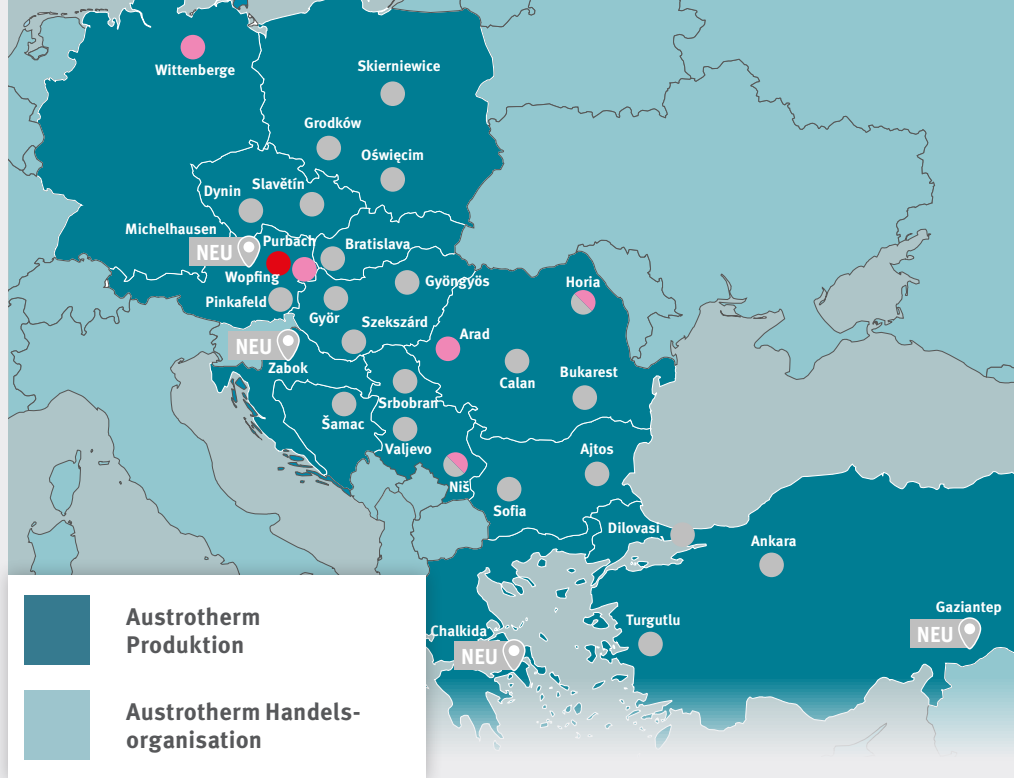 Wittenberge
Skierniewice
Grodków
Oświęcim
Dynin
Slavětín
Michelhausen
NEU
Purbach
Bratislava
Wopfing
Pinkafeld
Gyöngyös
Horia
Győr
Szekszárd
NEU
Zabok
Arad
Calan
Bukarest
Srbobran
Šamac
Valjevo
Niš
Ajtos
Sofia
Dilovasi
Ankara
Gaziantep
NEU
Turgutlu
Chalkida
NEU
Austrotherm
Produktion
Austrotherm Handels-
organisation